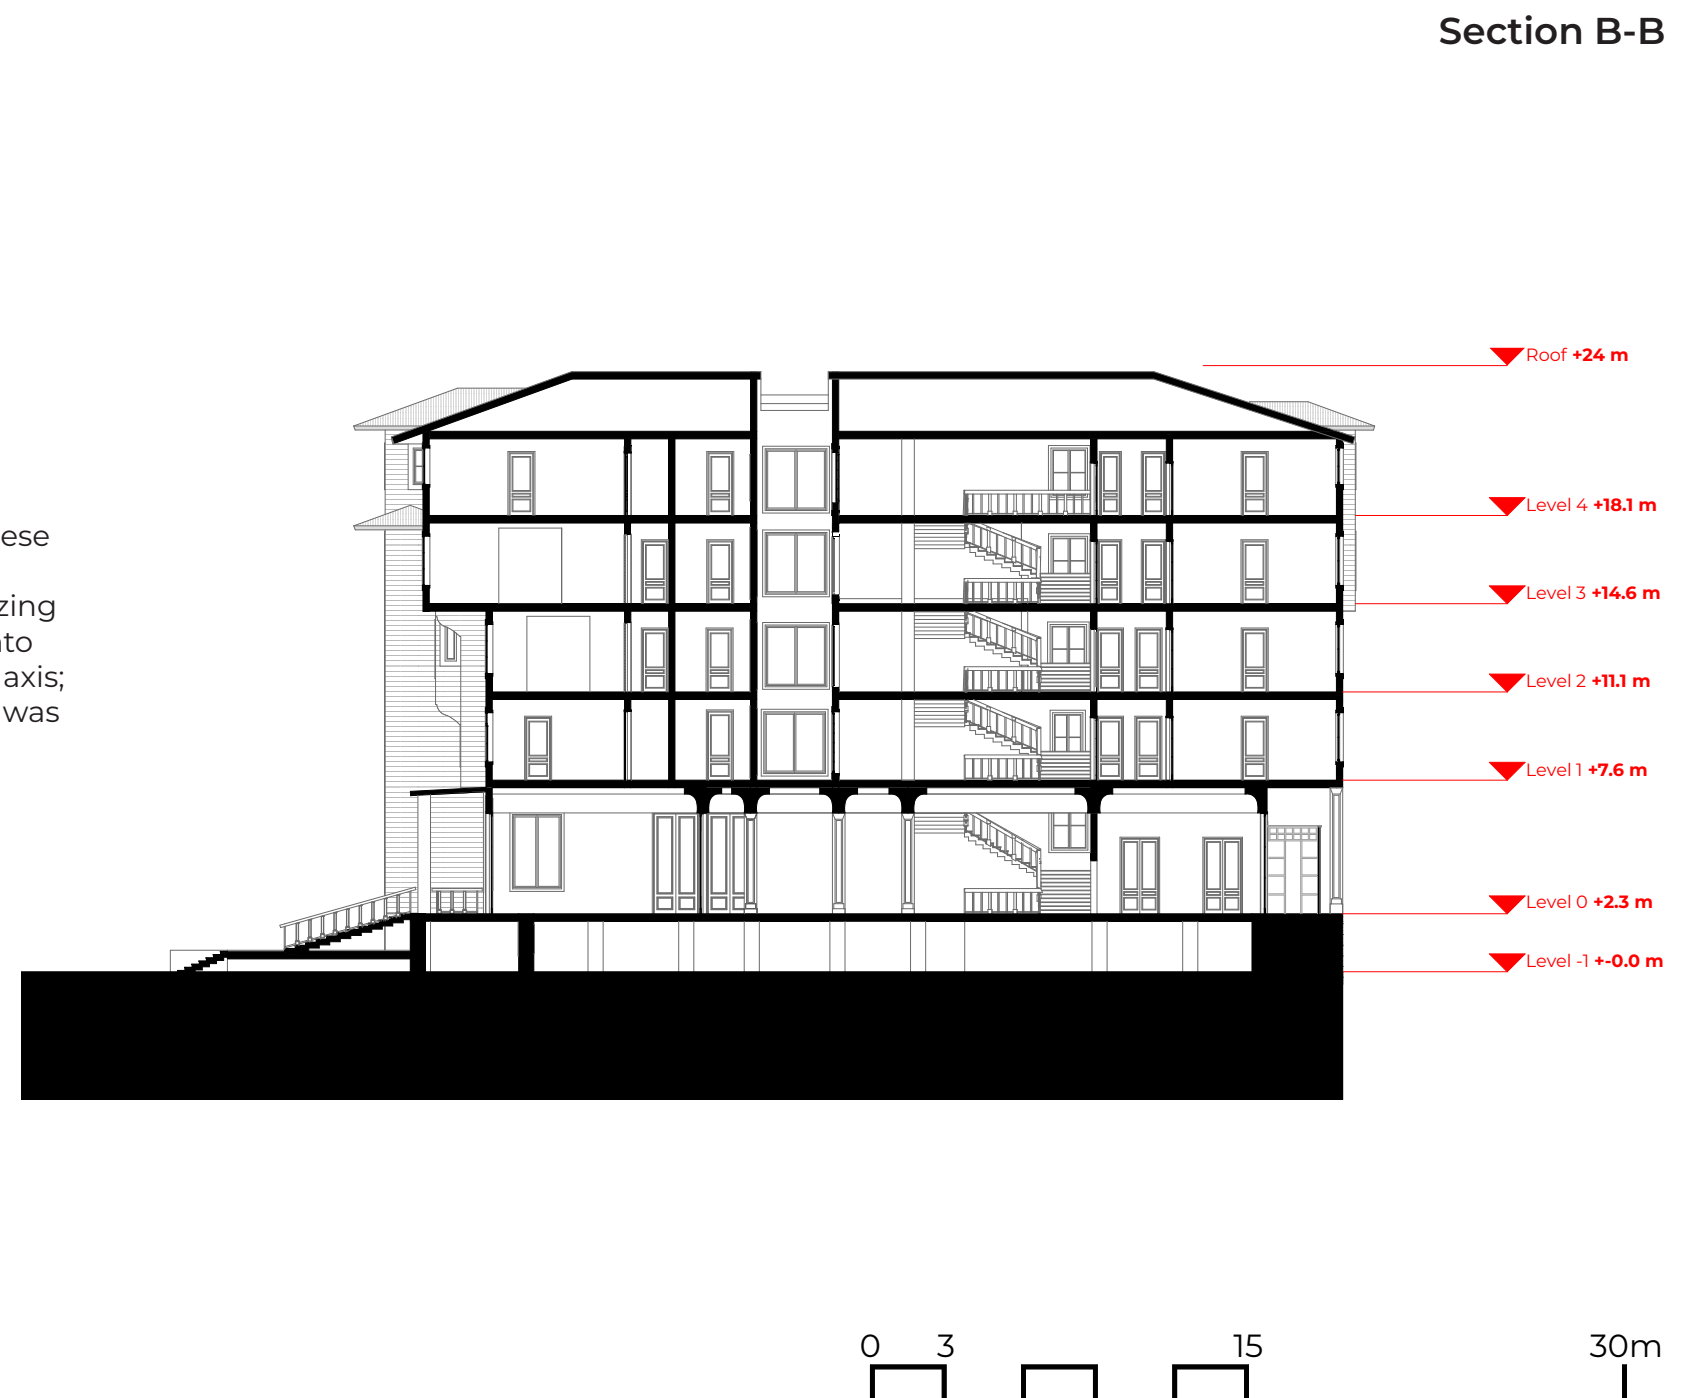 Section B-B
Roof +24 m
Level 4 +18.1 m
ese
Level 3 +14.6 m
zing
axis;
Level 2 +11.1 m
was
Level 1 +7.6 m
Level 0 +2.3 m
Level -1 +-0.0 m
0 3 15 30m